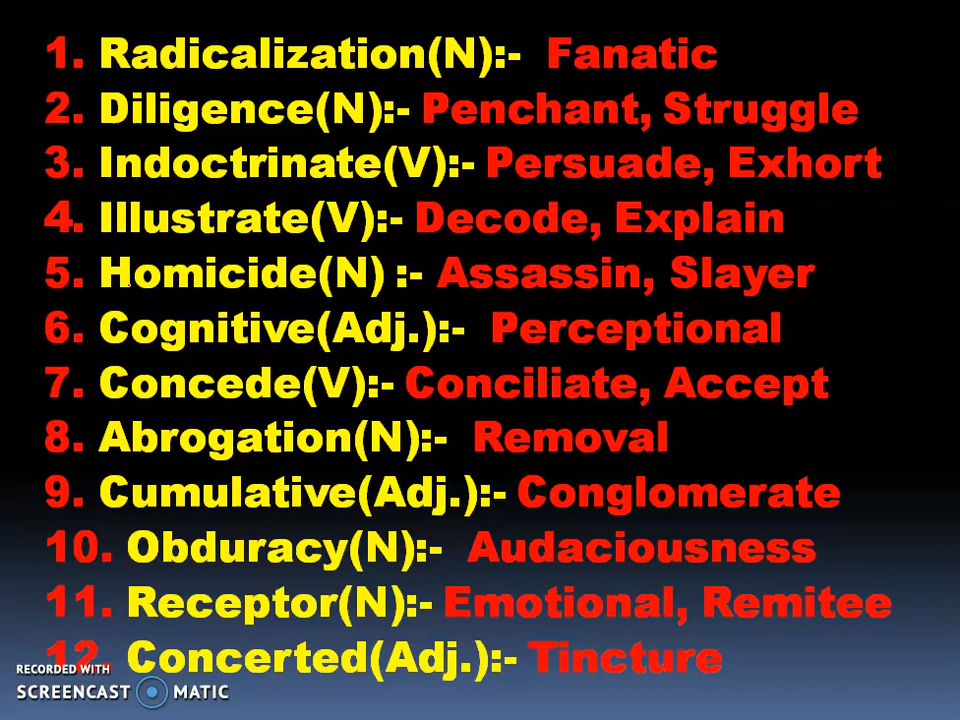 1. Radicalization(N):- Fanatic
2. Diligence(N):- Penchant, Struggle
3. Indoctrinate(V):- Persuade, Exhort
4. Illustrate(V):- Decode, Explain
5. Homicide(N) :- Assassin, Slayer
6. Cognitive(Adj.):- Perceptional
7. Concede(V):- Conciliate, Accept
8. Abrogation(N):- Removal
9. Cumulative(Adj.):- Conglomerate
10. Obduracy(N):- Audaciousness
11. Receptor(N):- Emotional, Remitee
12. Concerted(Adj.):- Tincture
RECORDED WITH
SCREENCAST MATIC